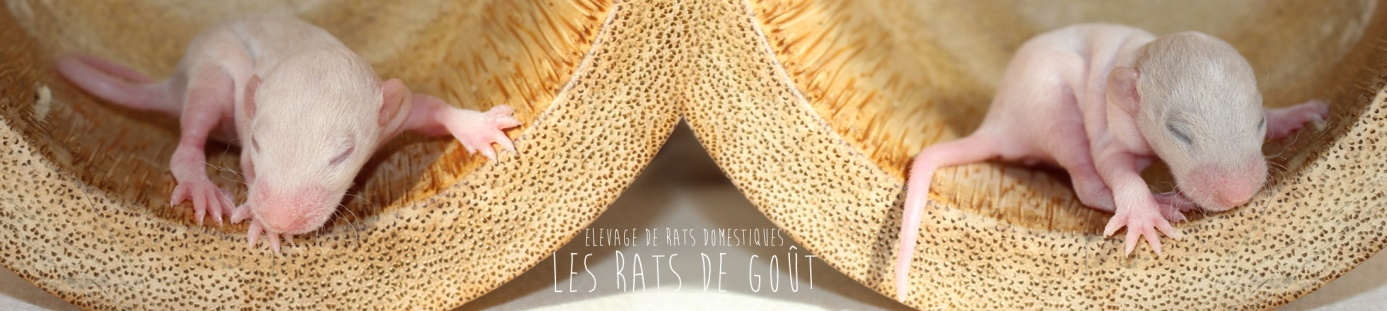 ELEVAGE DE RATS DOMESTIQUES
LES RATS DE GOÛT